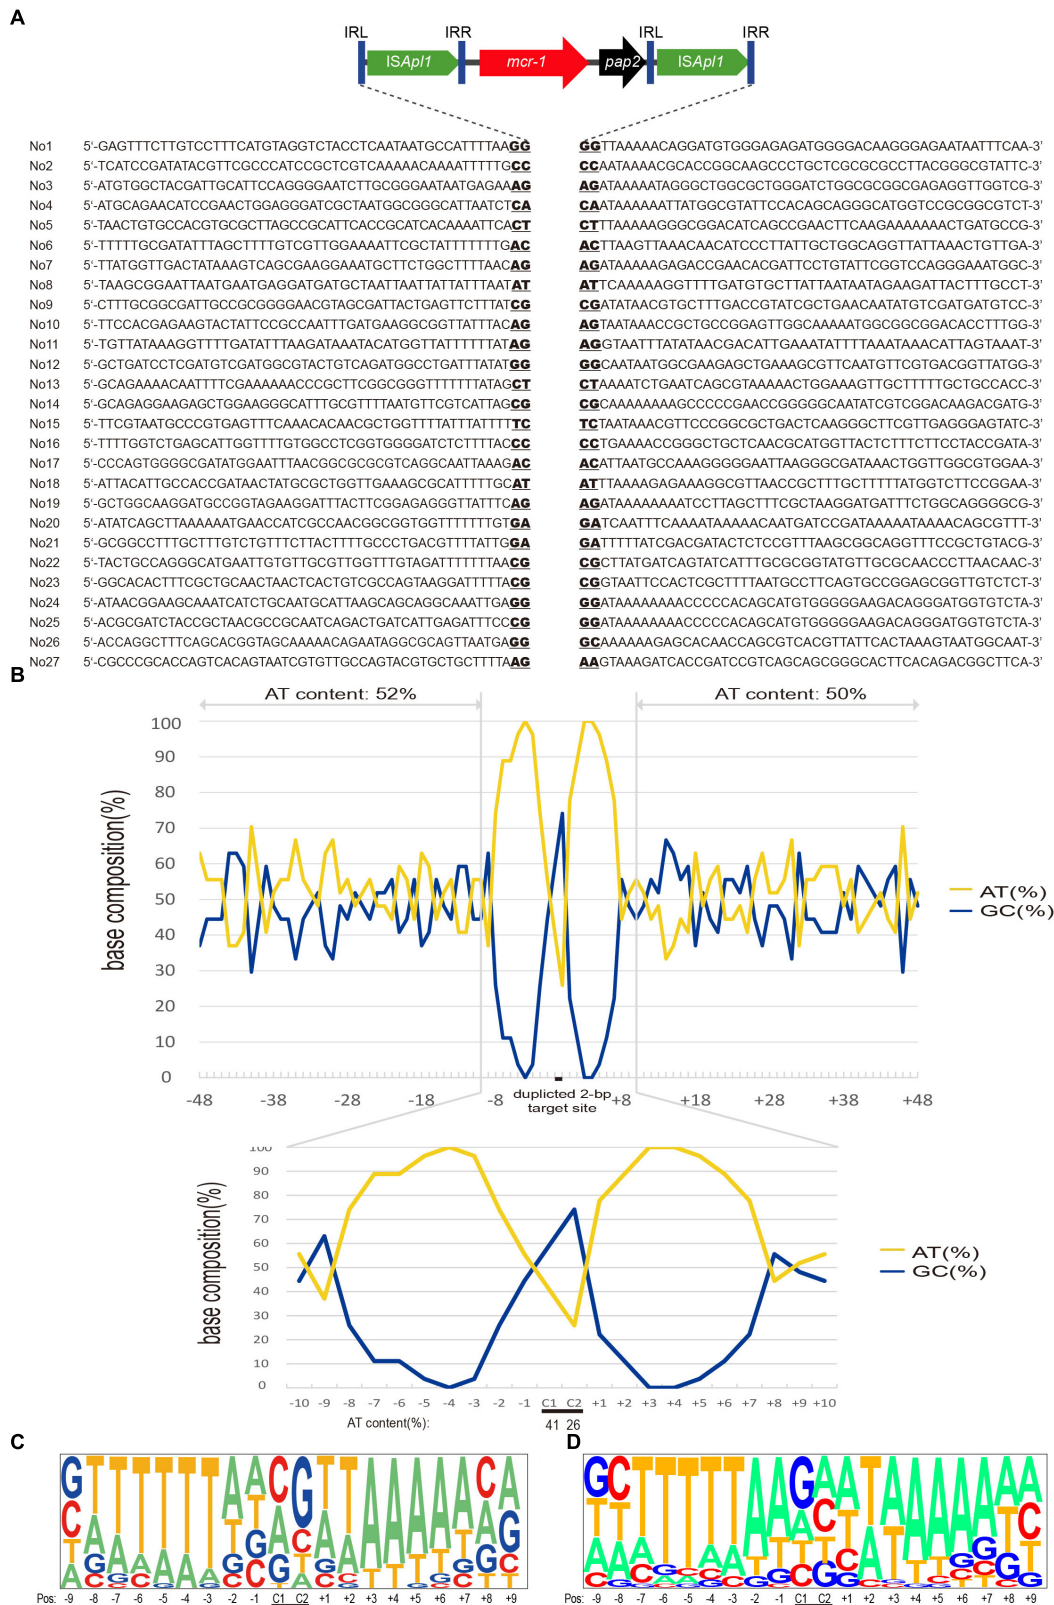 A
IRL IRR IRL IRR
ISApl1 mcr-1 pap2 ISApl1
No1 5'-GAGTTTCTTGTCCTTTCATGTAGGTCTACCTCAATAATGCCATTTTAAGG GGTTAAAAACAGGATGTGGGAGAGATGGGGACAAGGGAGAATAATTTCAA-3'
No2 5'-TCATCCGATATACGTTCGCCCATCCGCTCGTCAAAAACAAAATTTTTGCC CCAATAAAACGCACCGGCAAGCCCTGCTCGCGCGCCTTACGGGCGTATTC-3'
No3 5'-ATGTGGCTACGATTGCATTCCAGGGGAATCTTGCGGGAATAATGAGAAAG AGATAAAAATAGGGCTGGCGCTGGGATCTGGCGCGGCGAGAGGTTGGTCG-3'
No4 5'-ATGCAGAACATCCGAACTGGAGGGATCGCTAATGGCGGGCATTAATCTCA CAATAAAAAATTATGGCGTATTCCACAGCAGGGCATGGTCCGCGGCGTCT-3'
No5 5'-TAACTGTGCCACGTGCGCTTAGCCGCATTCACCGCATCACAAAATTCACT CTTTAAAAAGGGCGGACATCAGCCGAACTTCAAGAAAAAAACTGATGCCG-3'
No6 5'-TTTTTTGCGATATTTAGCTTTTGTCGTTGGAAAATTCGCTATTTTTTTGAC ACTTAAGTTAAACAACATCCCTTATTGCTGGCAGGTTATTAAACTGTTGA-3'
No7 5'-TTATGGTTGACTATAAAGTCAGCGAAGGAAATGCTTCTGGCTTTTAACAG AGATAAAAAGAGACCGAACACGATTCCTGTATTCGGTCCAGGGAAATGGC-3'
No8 5'-TAAGCGGAATTAATGAATGAGGATGATGCTAATTAATTATTATTTAATAT ATTCAAAAAGGTTTTGATGTGCTTATTAATAATAGAAGATTACTTTGCCT-3'
No9 5'-CTTTGCGGCGATTGCCGCGGGGAACGTAGCGATTACTGAGTTCTTTATCG CGATATAACGTGCTTTGACCGTATCGCTGAACAATATGTCGATGATGTCC-3'
No10 5'-TTCCACGAGAAGTACTATTCCGCCAATTTGATGAAGGCGGTTATTTACAG AGTAATAAACCGCTGCCGGAGTTGGCAAAAATGGCGGCGGACACCTTTGG-3'
No11 5'-TGTTATAAAGGTTTTGATATTTAAGATAAATACATGGTTATTTTTTATAG AGGTAATTTATATAACGACATTGAAATATTTTAAATAAACATTAGTAAAT-3'
No12 5'-GCTGATCCTCGATGTCGATGGCGTACTGTCAGATGGCCTGATTTATATGG GGCAATAATGGCGAAGAGCTGAAAGCGTTCAATGTTCGTGACGGTTATGG-3'
No13 5'-GCAGAAAACAATTTTCGAAAAAACCCGCTTCGGCGGGTTTTTTTATAGCT CTAAAATCTGAATCAGCGTAAAAACTGGAAAGTTGCTTTTTGCTGCCACC-3'
No14 5'-GCAGAGGAAGAGCTGGAAGGGCATTTGCGTTTTAATGTTCGTCATTAGCG CGCAAAAAAAAGCCCCCGAACCGGGGGCAATATCGTCGGACAAGACGATG-3'
No15 5'-TTCGTAATGCCCGTGAGTTTCAAACACAACGCTGGTTTTATTTATTTTTC TCTAATAAACGTTCCCGGCGCTGACTCAAGGGCTTCGTTGAGGGAGTATC-3'
No16 5'-TTTTGGTCTGAGCATTGGTTTTGTGGCCTCGGTGGGGATCTCTTTTACCC CCTGAAAACCGGGCTGCTCAACGCATGGTTACTCTTTCTTCCTACCGATA-3'
No17 5'-CCCAGTGGGGCGATATGGAATTTAACGGCGCGCGTCAGGCAATTAAAGAC ACATTAATGCCAAAGGGGGAATTAAGGGCGATAAACTGGTTGGCGTGGAA-3'
No18 5'-ATTACATTGCCACCGATAACTATGCGCTGGTTGAAAGCGCATTTTTGCAT ATTTAAAAGAGAAAGGCGTTAACCGCTTTGCTTTTTATGGTCTTCCGGAA-3'
No19 5'-GCTGGCAAGGATGCCGGTAGAAGGATTTACTTCGGAGAGGGTTATTTCAG AGATAAAAAAAATCCTTAGCTTTCGCTAAGGATGATTTCTGGCAGGGGCG-3'
No20 5'-ATATCAGCTTAAAAAATGAACCATCGCCAACGGCGGTGGTTTTTTTGTGA GATCAATTTCAAAATAAAAACAATGATCCGATAAAAATAAAACAGCGTTT-3'
No21 5'-GCGGCCTTTGCTTTGTCTGTTTCTTACTTTTGCCCTGACGTTTTATTGGA GATTTTTATCGACGATACTCTCCGTTTAAGCGGCAGGTTTCCGCTGTACG-3'
No22 5'-TACTGCCAGGGCATGAATTGTGTTGCGTTGGTTTGTAGATTTTTTTAACG CGCTTATGATCAGTATCATTTGCGCGGTATGTTGCGCAACCCTTAACAAC-3'
No23 5'-GGCACACTTTCGCTGCAACTAACTCACTGTCGCCAGTAAGGATTTTTACG CGGTAATTCCACTCGCTTTTAATGCCTTCAGTGCCGGAGCGGTTGTCTCT-3'
No24 5'-ATAACGGAAGCAAATCATCTGCAATGCATTAAGCAGCAGGCAAATTGAGG GGATAAAAAAAACCCCCACAGCATGTGGGGGAAGACAGGGATGGTGTCTA-3'
No25 5'-ACGCGATCTACCGCTAACGCCGCAATCAGACTGATCATTGAGATTTCCCG GGATAAAAAAAACCCCCACAGCATGTGGGGGAAGACAGGGATGGTGTCTA-3'
No26 5'-ACCAGGCTTTCAGCACGGTAGCAAAAACAGAATAGGCGCAGTTAATGAGG GCAAAAAAGAGCACAACCAGCGTCACGTTATTCACTAAAGTAATGGCAAT-3'
No27 5'-CGCCCGCACCAGTCACAGTAATCGTGTTGCCAGTACGTGCTGCTTTTAAG AAGTAAAGATCACCGATCCGTCAGCAGCGGGCACTTCACAGACGGCTTCA-3'
B
AT content: 52% AT content: 50%
100
90
80
70
60
50
40
30
20
10
0
base composition(%)
AT(%)
GC(%)
-48 -38 -28 -18 -8 +8 +18 +28 +38 +48
duplicted 2-bp
target site
100
90
80
70
60
50
40
30
20
10
0
base composition(%)
AT(%)
GC(%)
-10 -9 -8 -7 -6 -5 -4 -3 -2 -1 C1 C2 +1 +2 +3 +4 +5 +6 +7 +8 +9 +10
AT content(%): 41 26
C D
Pos: -9 -8 -7 -6 -5 -4 -3 -2 -1 C1 C2 +1 +2 +3 +4 +5 +6 +7 +8 +9
Pos: -9 -8 -7 -6 -5 -4 -3 -2 -1 C1 C2 +1 +2 +3 +4 +5 +6 +7 +8 +9